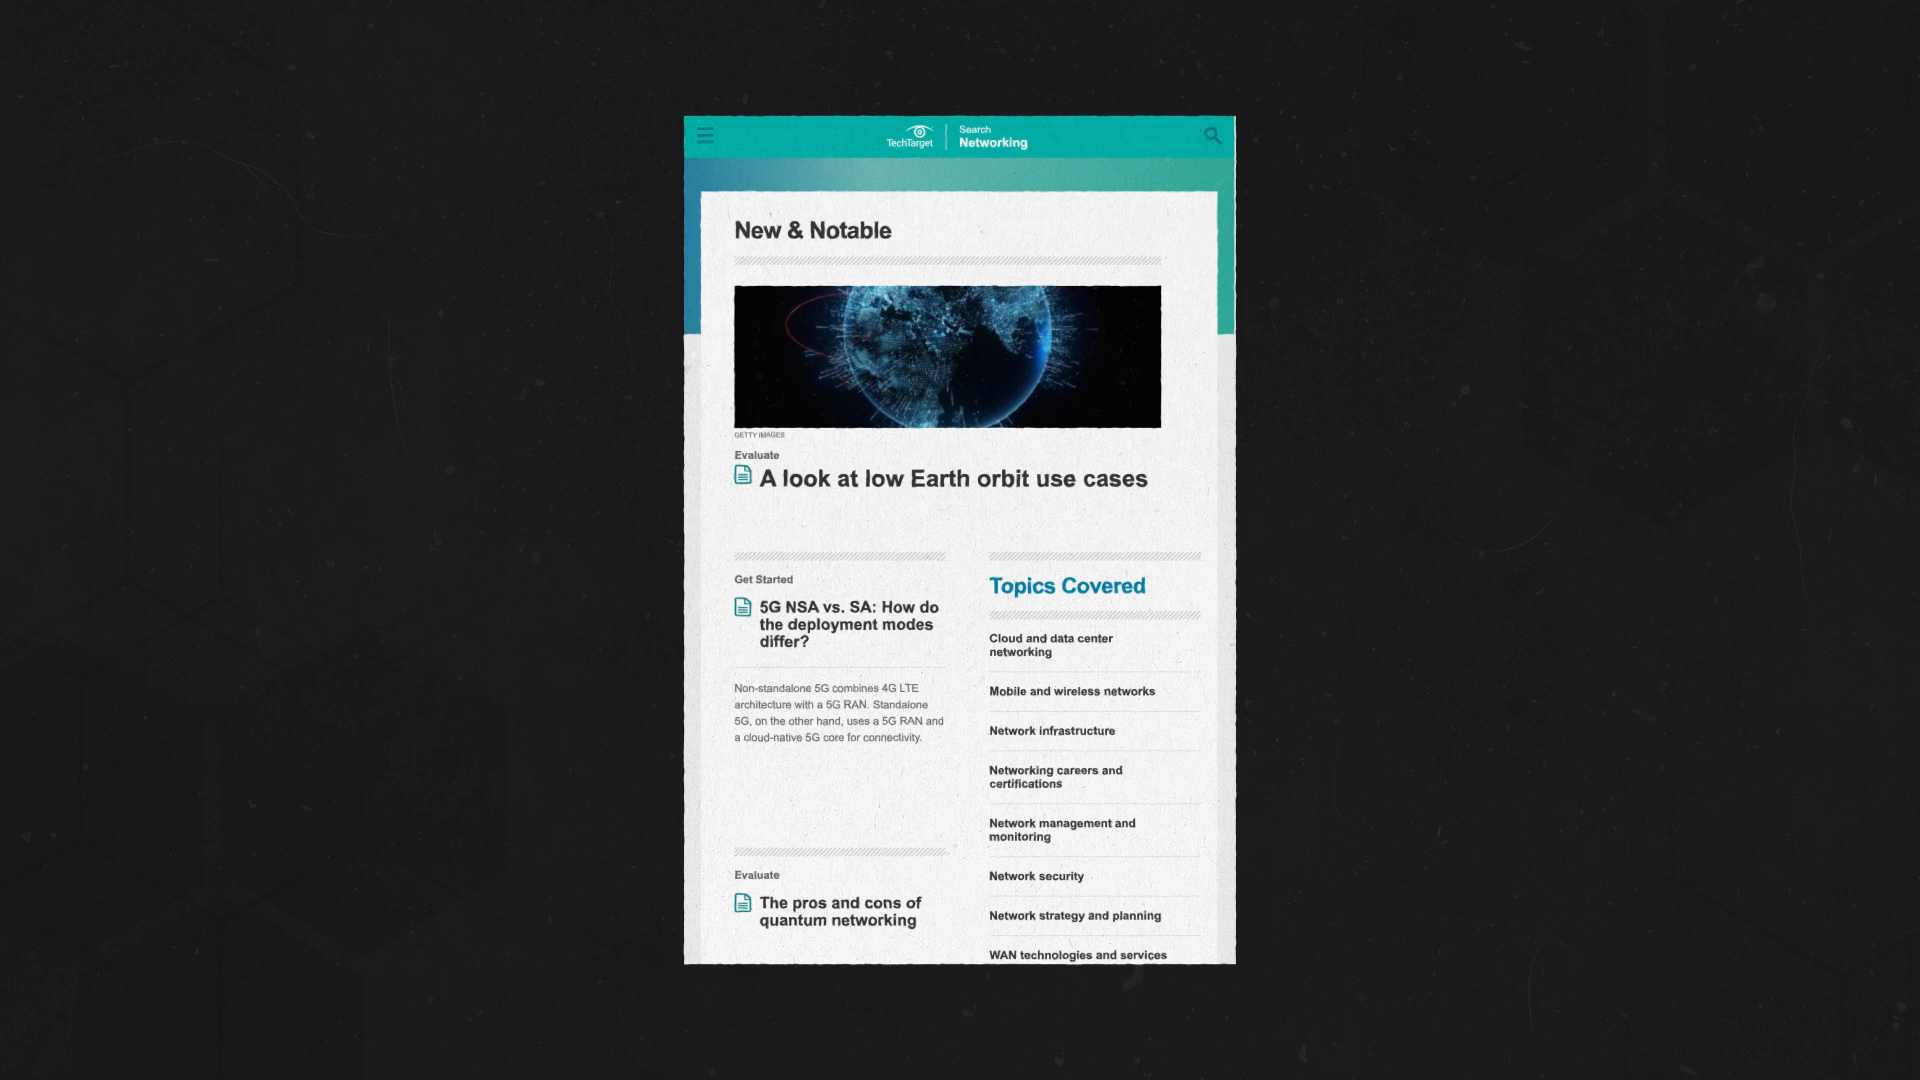 TechTarget
Search
Networking
New & Notable
GETTY IMAGES
Evaluate
A look at low Earth orbit use cases
Get Started
5G NSA vs. SA: How do
the deployment modes
differ?
Non-standalone 5G combines 4G LTE
architecture with a 5G RAN. Standalone
5G, on the other hand, uses a 5G RAN and
a cloud-native 5G core for connectivity.
Evaluate
The pros and cons of
quantum networking
Topics Covered
Cloud and data center
networking
Mobile and wireless networks
Network infrastructure
Networking careers and
certifications
Network management and
monitoring
Network security
Network strategy and planning
WAN technologies and services